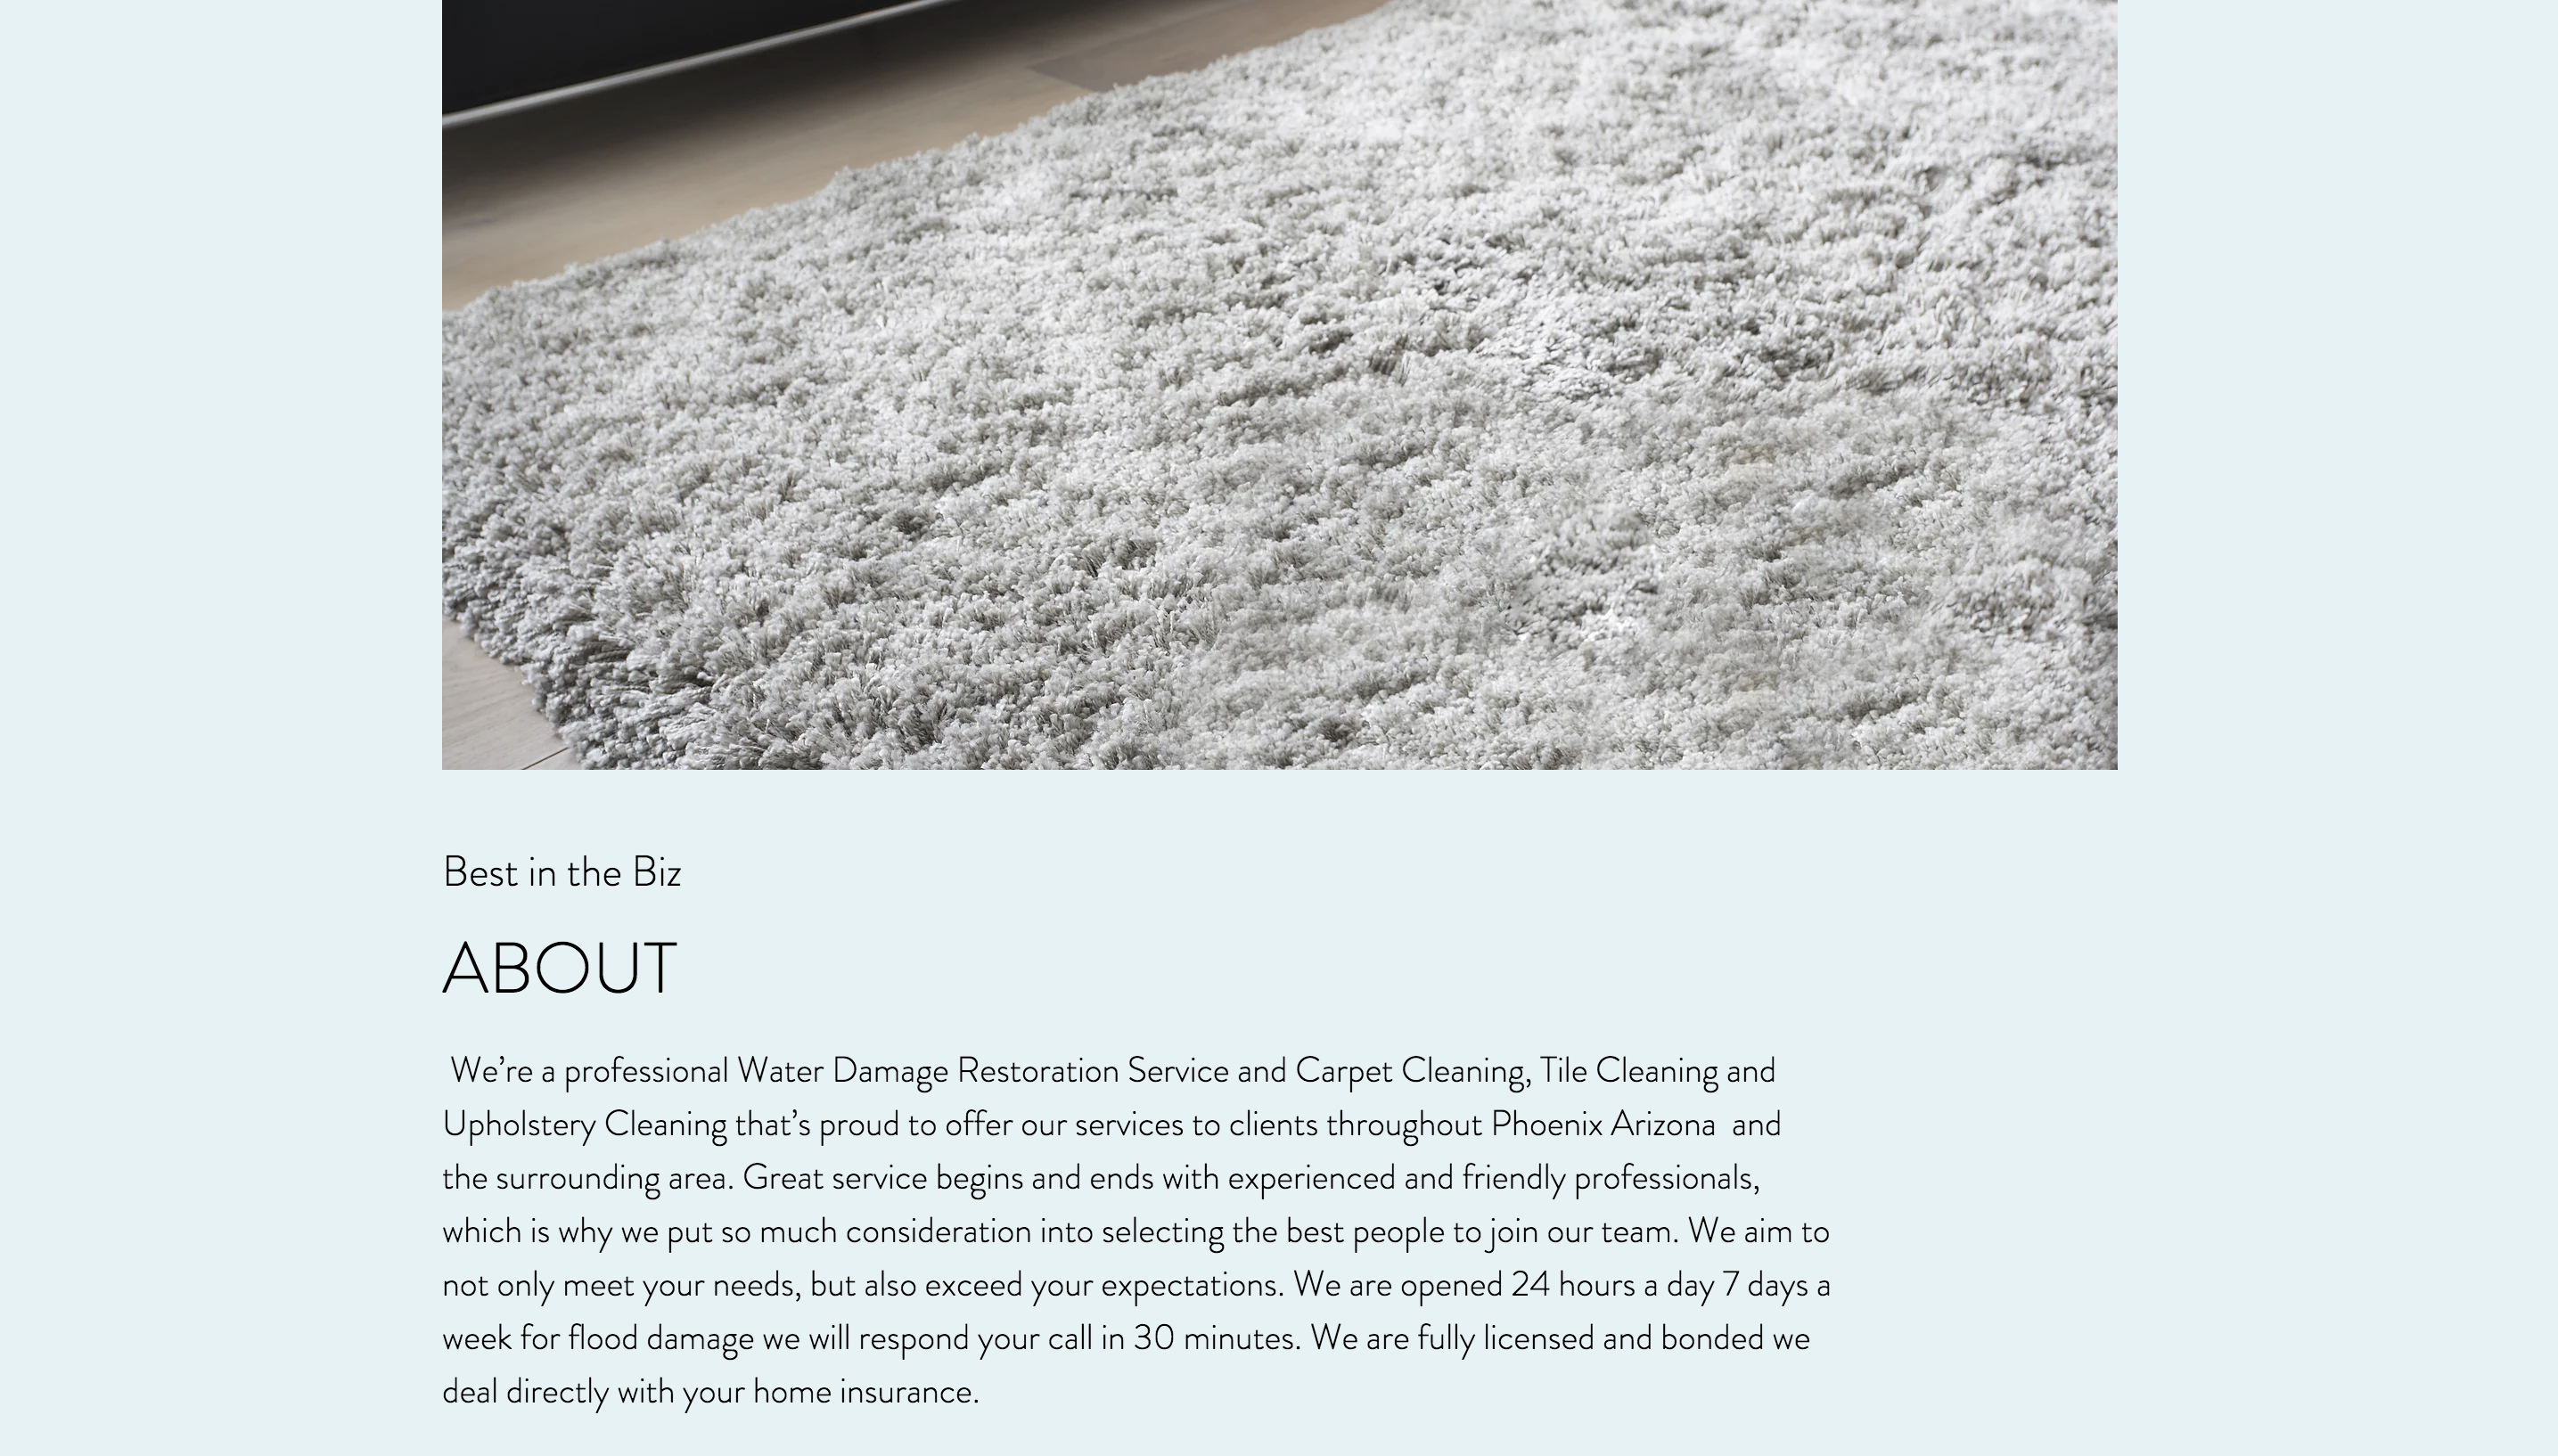 Best in the Biz
ABOUT
We’re a professional Water Damage Restoration Service and Carpet Cleaning, Tile Cleaning and
Upholstery Cleaning that’s proud to offer our services to clients throughout Phoenix Arizona  and
the surrounding area. Great service begins and ends with experienced and friendly professionals,
which is why we put so much consideration into selecting the best people to join our team. We aim to
not only meet your needs, but also exceed your expectations. We are opened 24 hours a day 7 days a
week for flood damage we will respond your call in 30 minutes. We are fully licensed and bonded we
deal directly with your home insurance.